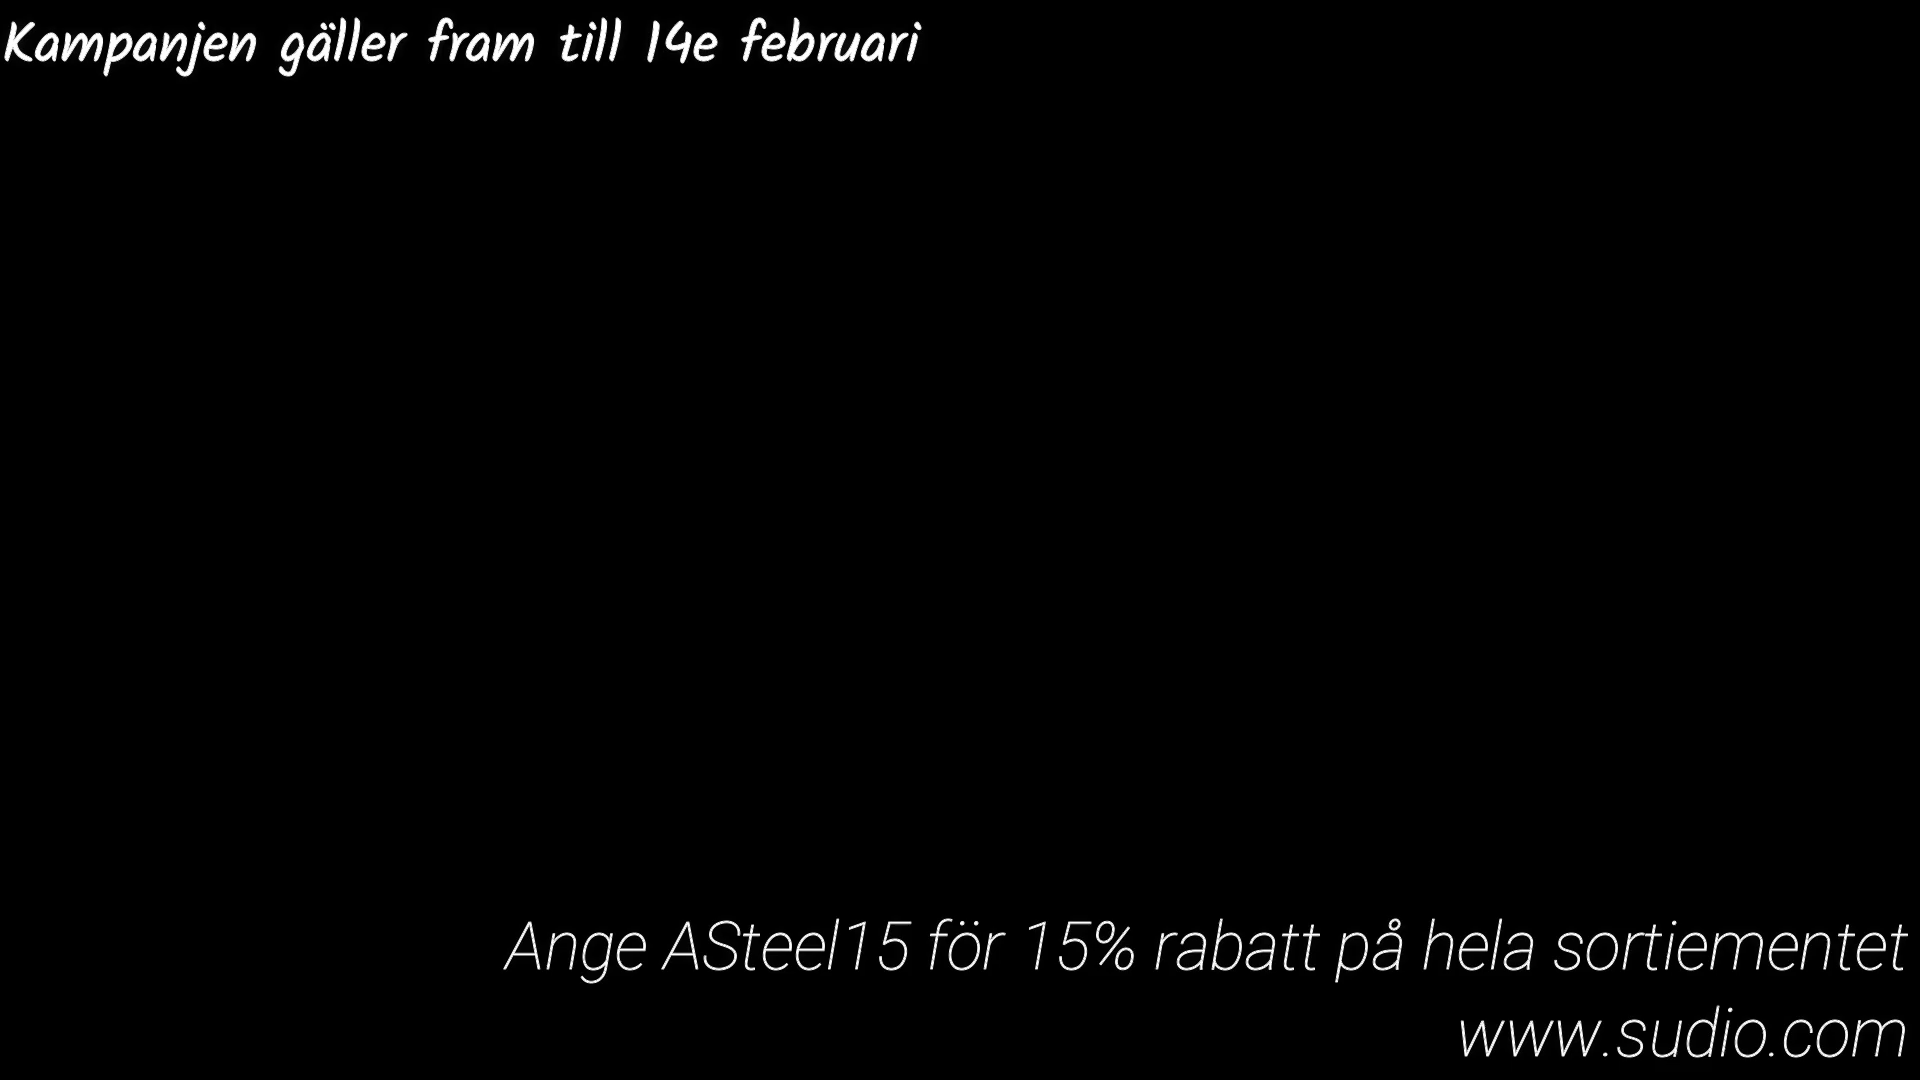 Kampanjen gäller fram till 14e februari
Ange ASteel15 för 15% rabatt på hela sortiementet
www.sudio.com